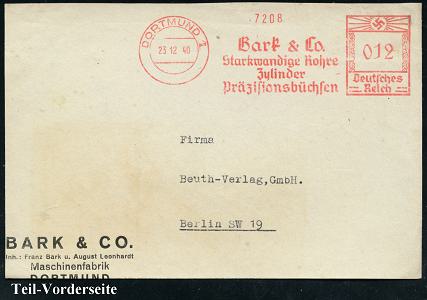 7208
DORTMUND 1
23 12 40
Bark & Co.
Starkwandige Rohre
Zylinder
Präzisionsbüchsen
012
Deutsches
Reich
Firma
Beuth-Verlag,GmbH.
Berlin SW 19
BARK & CO.
Inh.: Franz Bark u. August Leonhardt
Maschinenfabrik
DORTMUND
Teil-Vorderseite